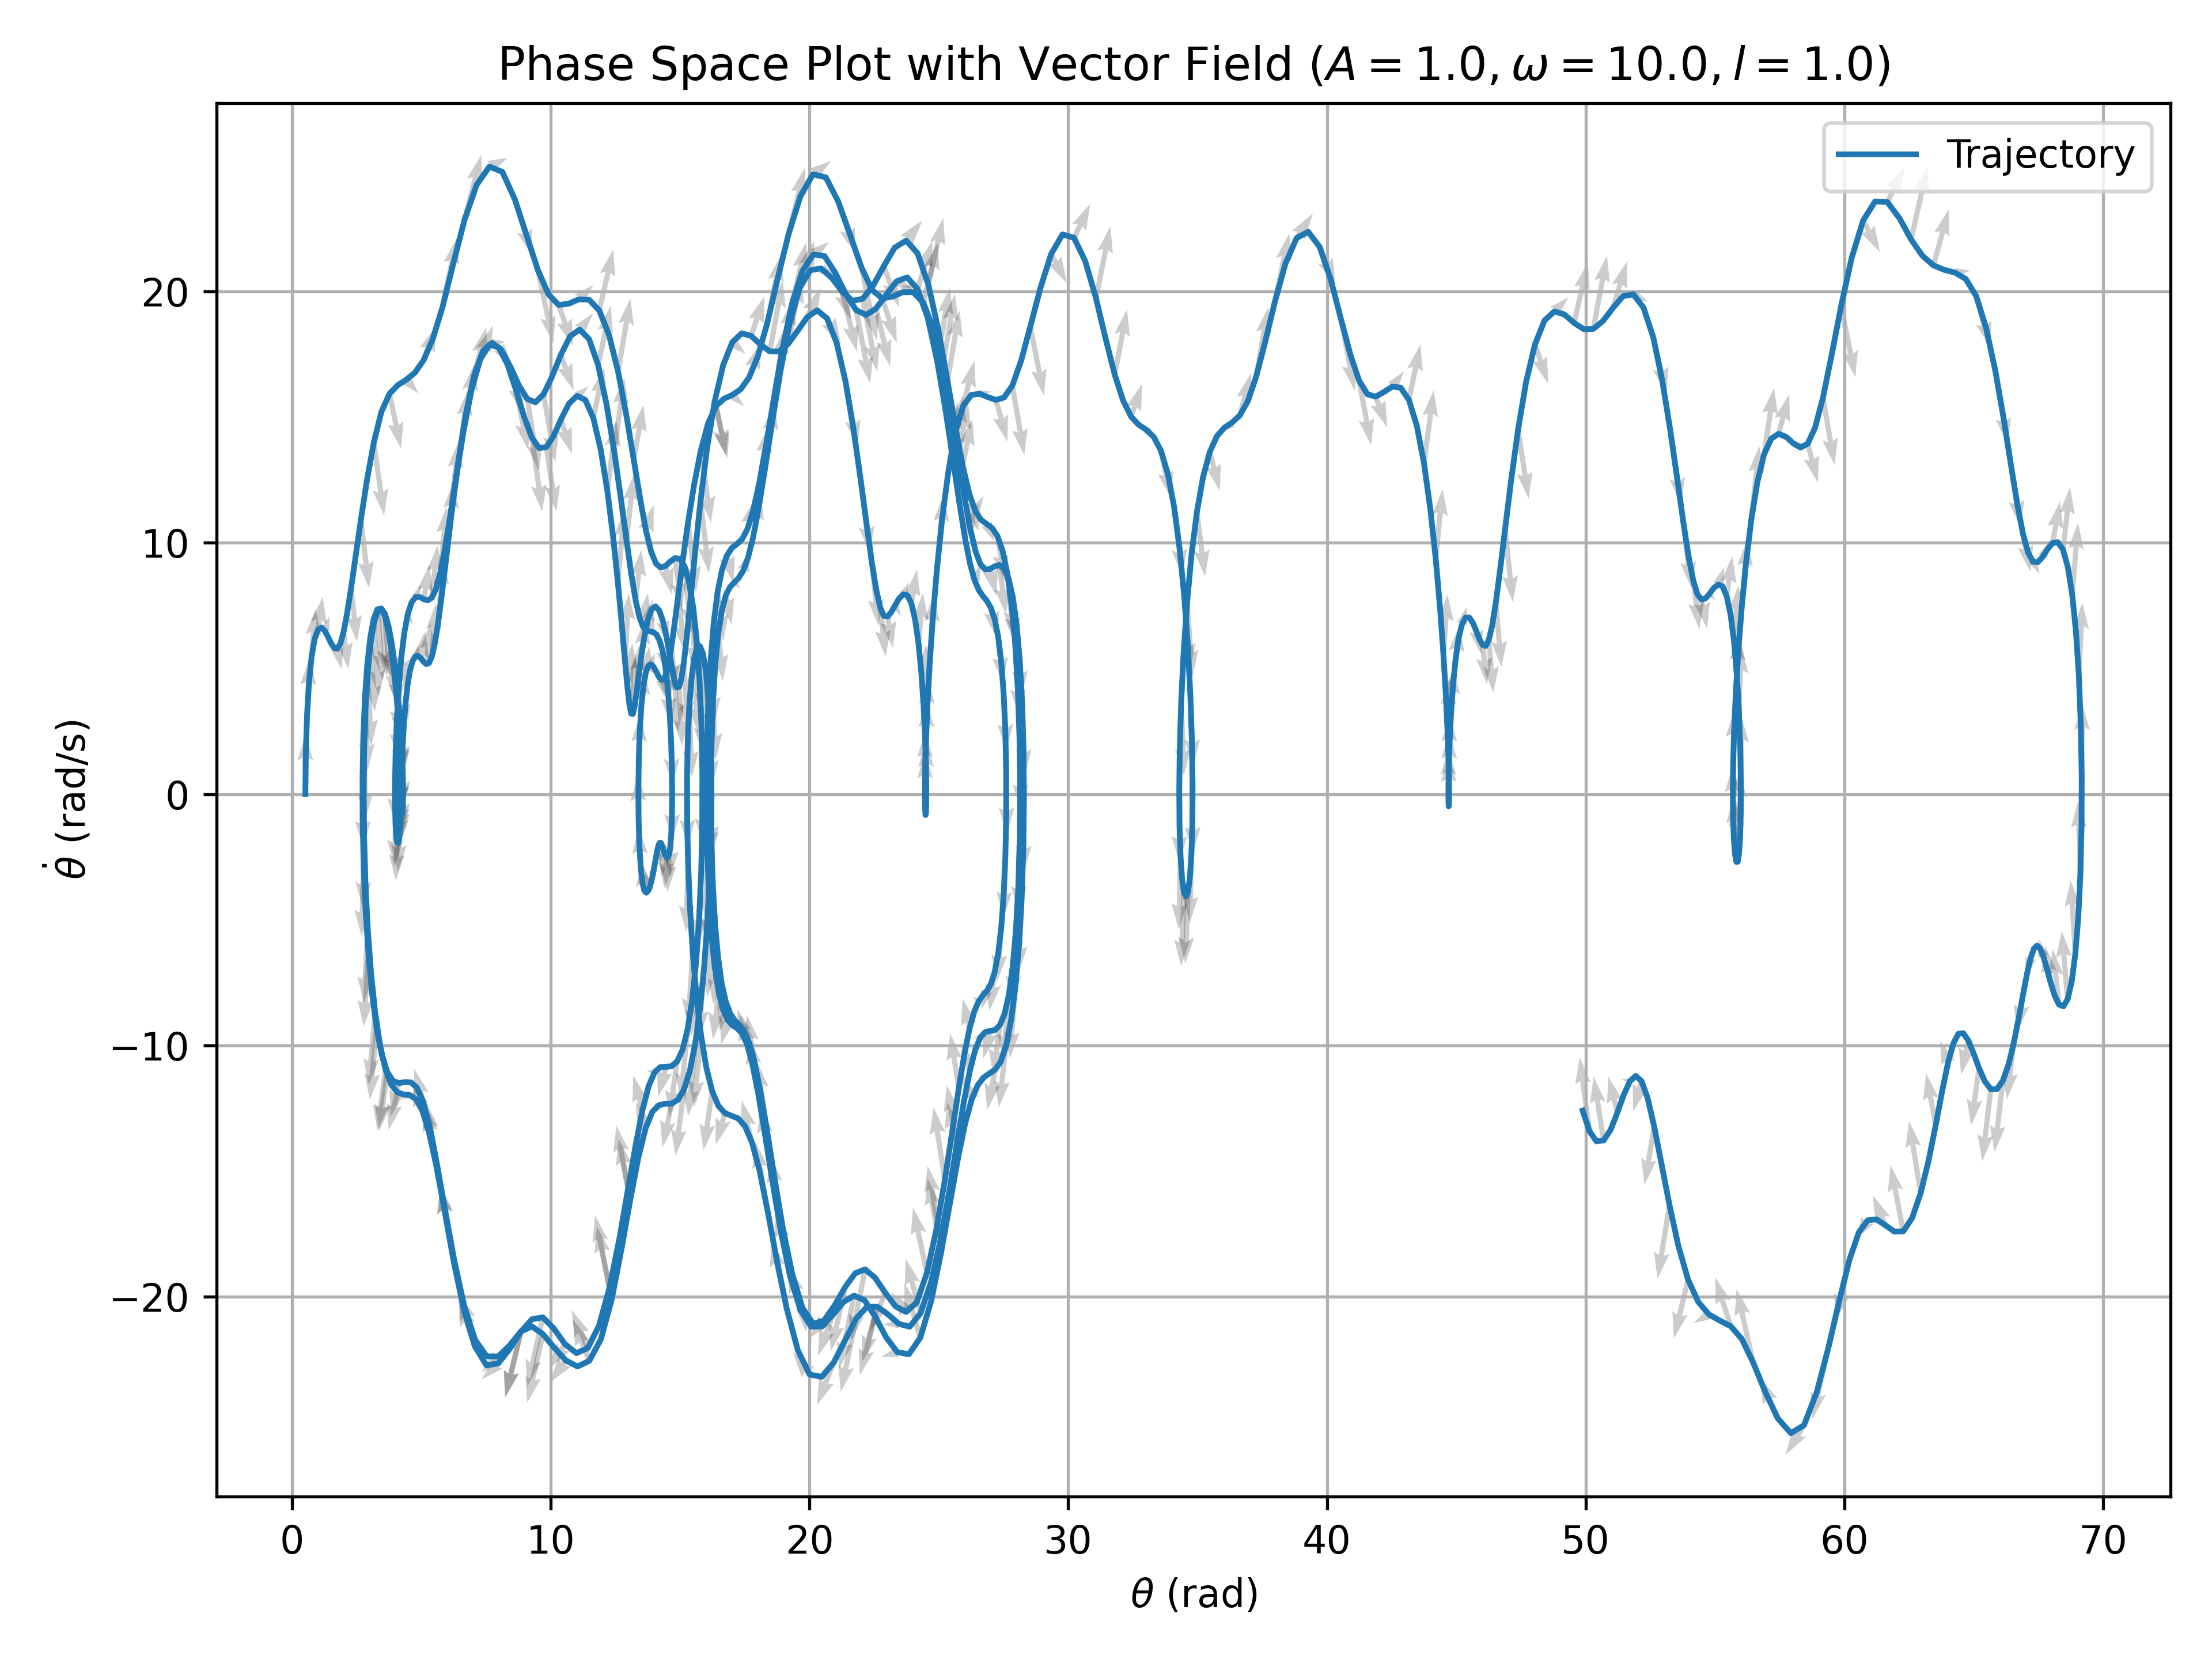 Phase Space Plot with Vector Field (A = 1.0, ω = 10.0, l = 1.0)
Trajectory
20
10
0
−10
−20
θ̇ (rad/s)
0 10 20 30 40 50 60 70
θ (rad)